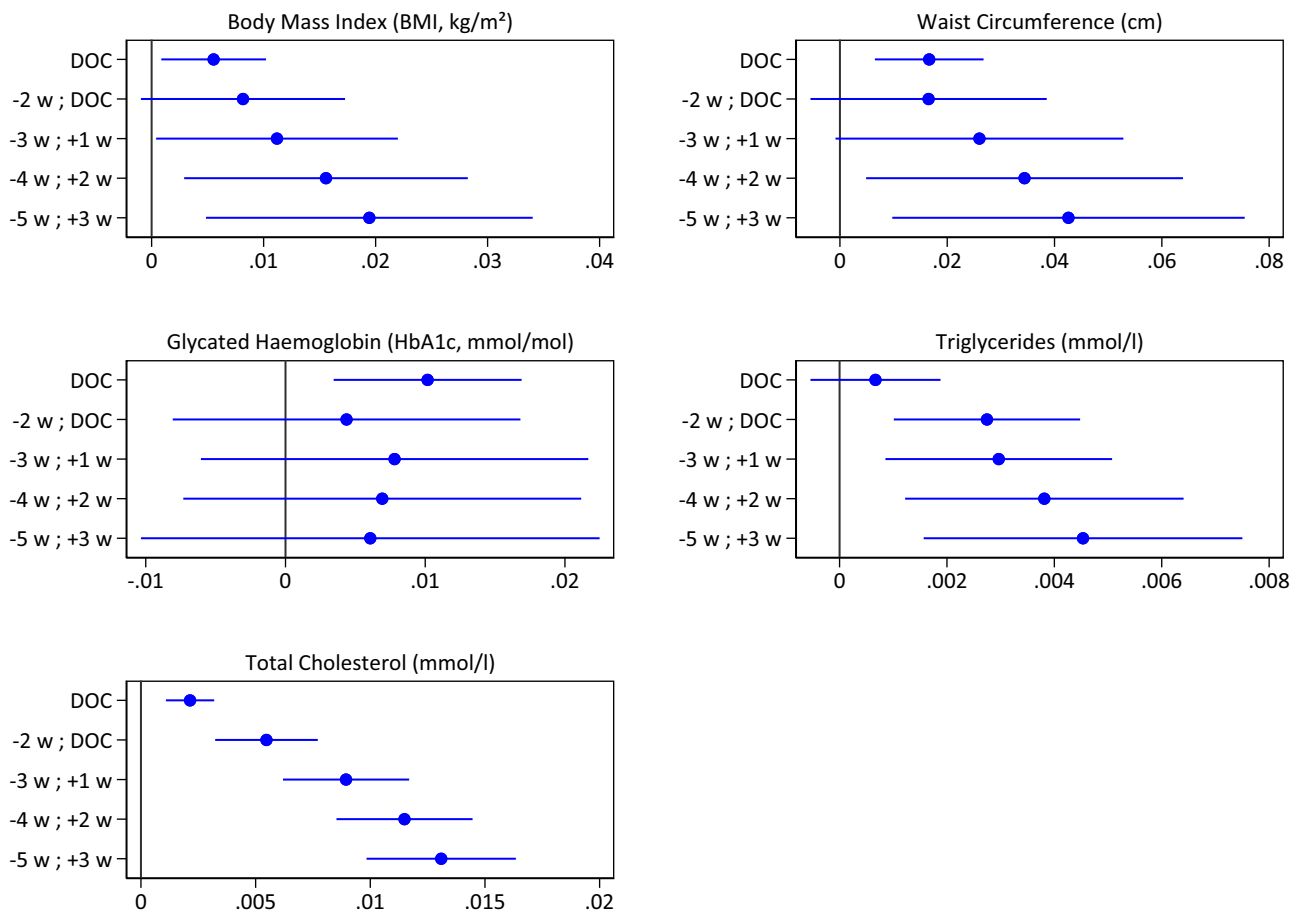 Body Mass Index (BMI, kg/m²)
DOC
-2 w ; DOC
-3 w ; +1 w
-4 w ; +2 w
-5 w ; +3 w
0 .01 .02 .03 .04
Waist Circumference (cm)
DOC
-2 w ; DOC
-3 w ; +1 w
-4 w ; +2 w
-5 w ; +3 w
0 .02 .04 .06 .08
Glycated Haemoglobin (HbA1c, mmol/mol)
DOC
-2 w ; DOC
-3 w ; +1 w
-4 w ; +2 w
-5 w ; +3 w
-.01 0 .01 .02
Triglycerides (mmol/l)
DOC
-2 w ; DOC
-3 w ; +1 w
-4 w ; +2 w
-5 w ; +3 w
0 .002 .004 .006 .008
Total Cholesterol (mmol/l)
DOC
-2 w ; DOC
-3 w ; +1 w
-4 w ; +2 w
-5 w ; +3 w
0 .005 .01 .015 .02